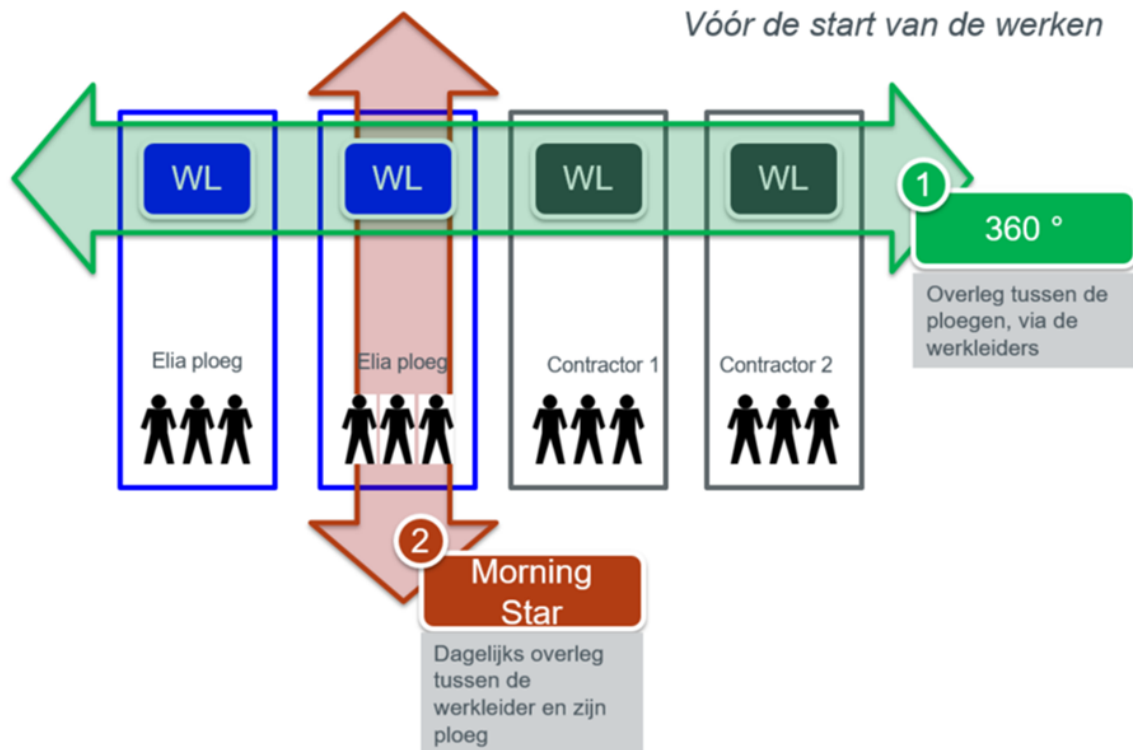 Vóór de start van de werken
WL
WL
WL
WL
1
360 °
Overleg tussen de
ploegen, via de
werkleiders
Elia ploeg
Elia ploeg
Contractor 1
Contractor 2
2
Morning
Star
Dagelijks overleg
tussen de
werkleider en zijn
ploeg